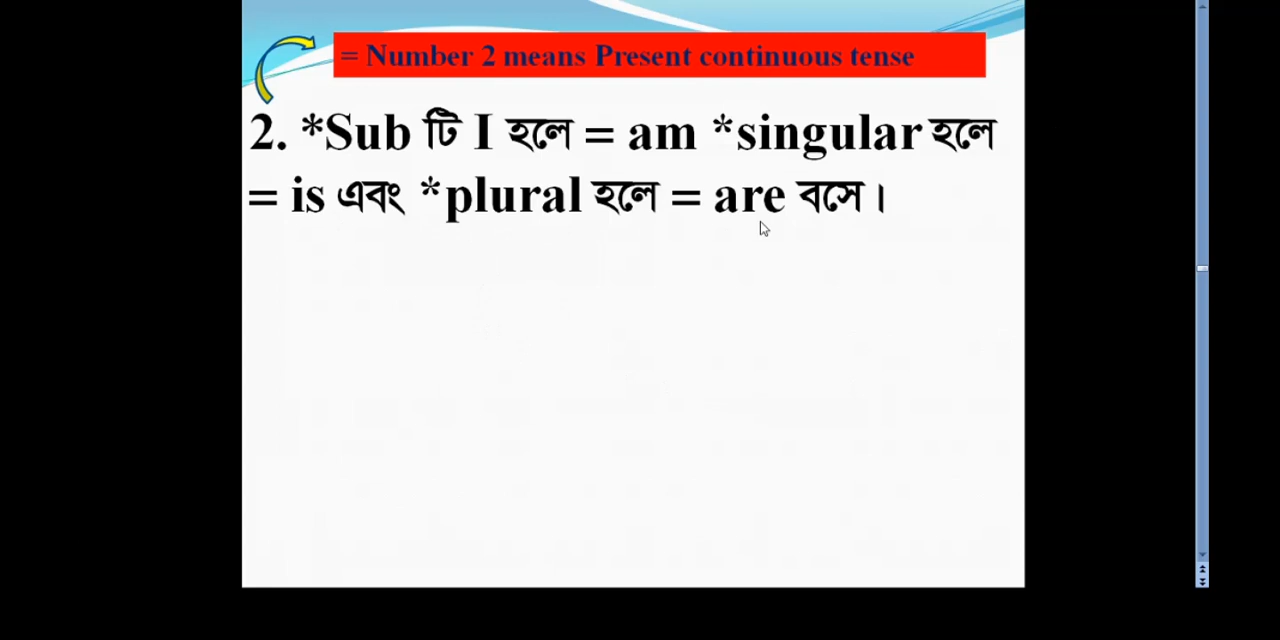 = Number 2 means Present continuous tense
2. *Sub টি I হলে = am *singular হলে
= is এবং *plural হলে = are বসে।